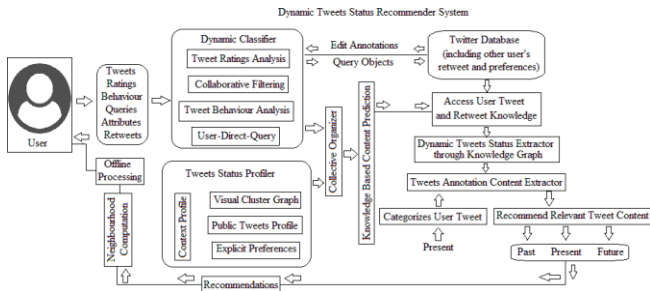 Dynamic Tweets Status Recommender System
User
Tweets
Ratings
Behaviour
Queries
Attributes
Retweets
Dynamic Classifier
Tweet Ratings Analysis
Collaborative Filtering
Tweet Behaviour Analysis
User-Direct-Query
Edit Annotations
Query Objects
Twitter Database
(including other user's
retweet and preferences)
Access User Tweet
and Retweet Knowledge
Dynamic Tweets Status Extractor
through Knowledge Graph
Tweets Annotation Content Extractor
Categorizes User Tweet
Present
Recommend Relevant Tweet Content
Past Present Future
Knowledge Based Content Prediction
Collective Organizer
Tweets Status Profiler
Context Profile
Visual Cluster Graph
Public Tweets Profile
Explicit Preferences
Offline
Processing
Neighbourhood
Computation
Recommendations